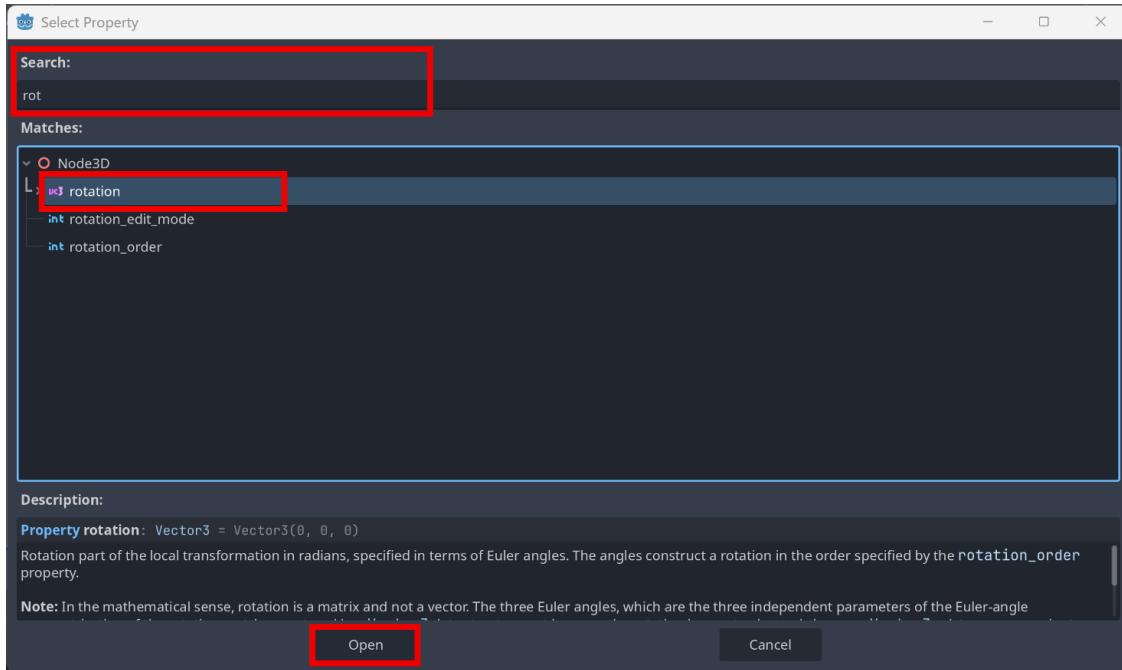 Select Property
Search:
rot
Matches:
Node3D
rotation
int rotation_edit_mode
int rotation_order
Description:
Property rotation: Vector3 = Vector3(0, 0, 0)
Rotation part of the local transformation in radians, specified in terms of Euler angles. The angles construct a rotation in the order specified by the rotation_order
property.
Note: In the mathematical sense, rotation is a matrix and not a vector. The three Euler angles, which are the three independent parameters of the Euler-angle
Open Cancel